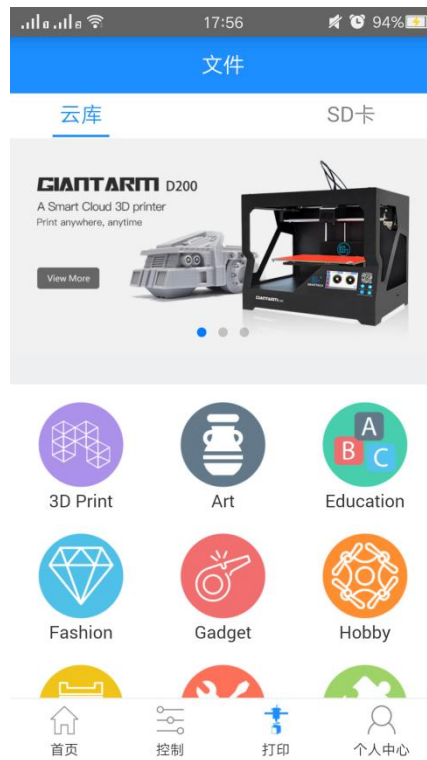 17:56
94%
文件
云库
SD卡
GIANTARM D200
A Smart Cloud 3D printer
Print anywhere, anytime
View More
3D Print
Art
Education
A
B
C
Fashion
Gadget
Hobby
首页
控制
打印
个人中心